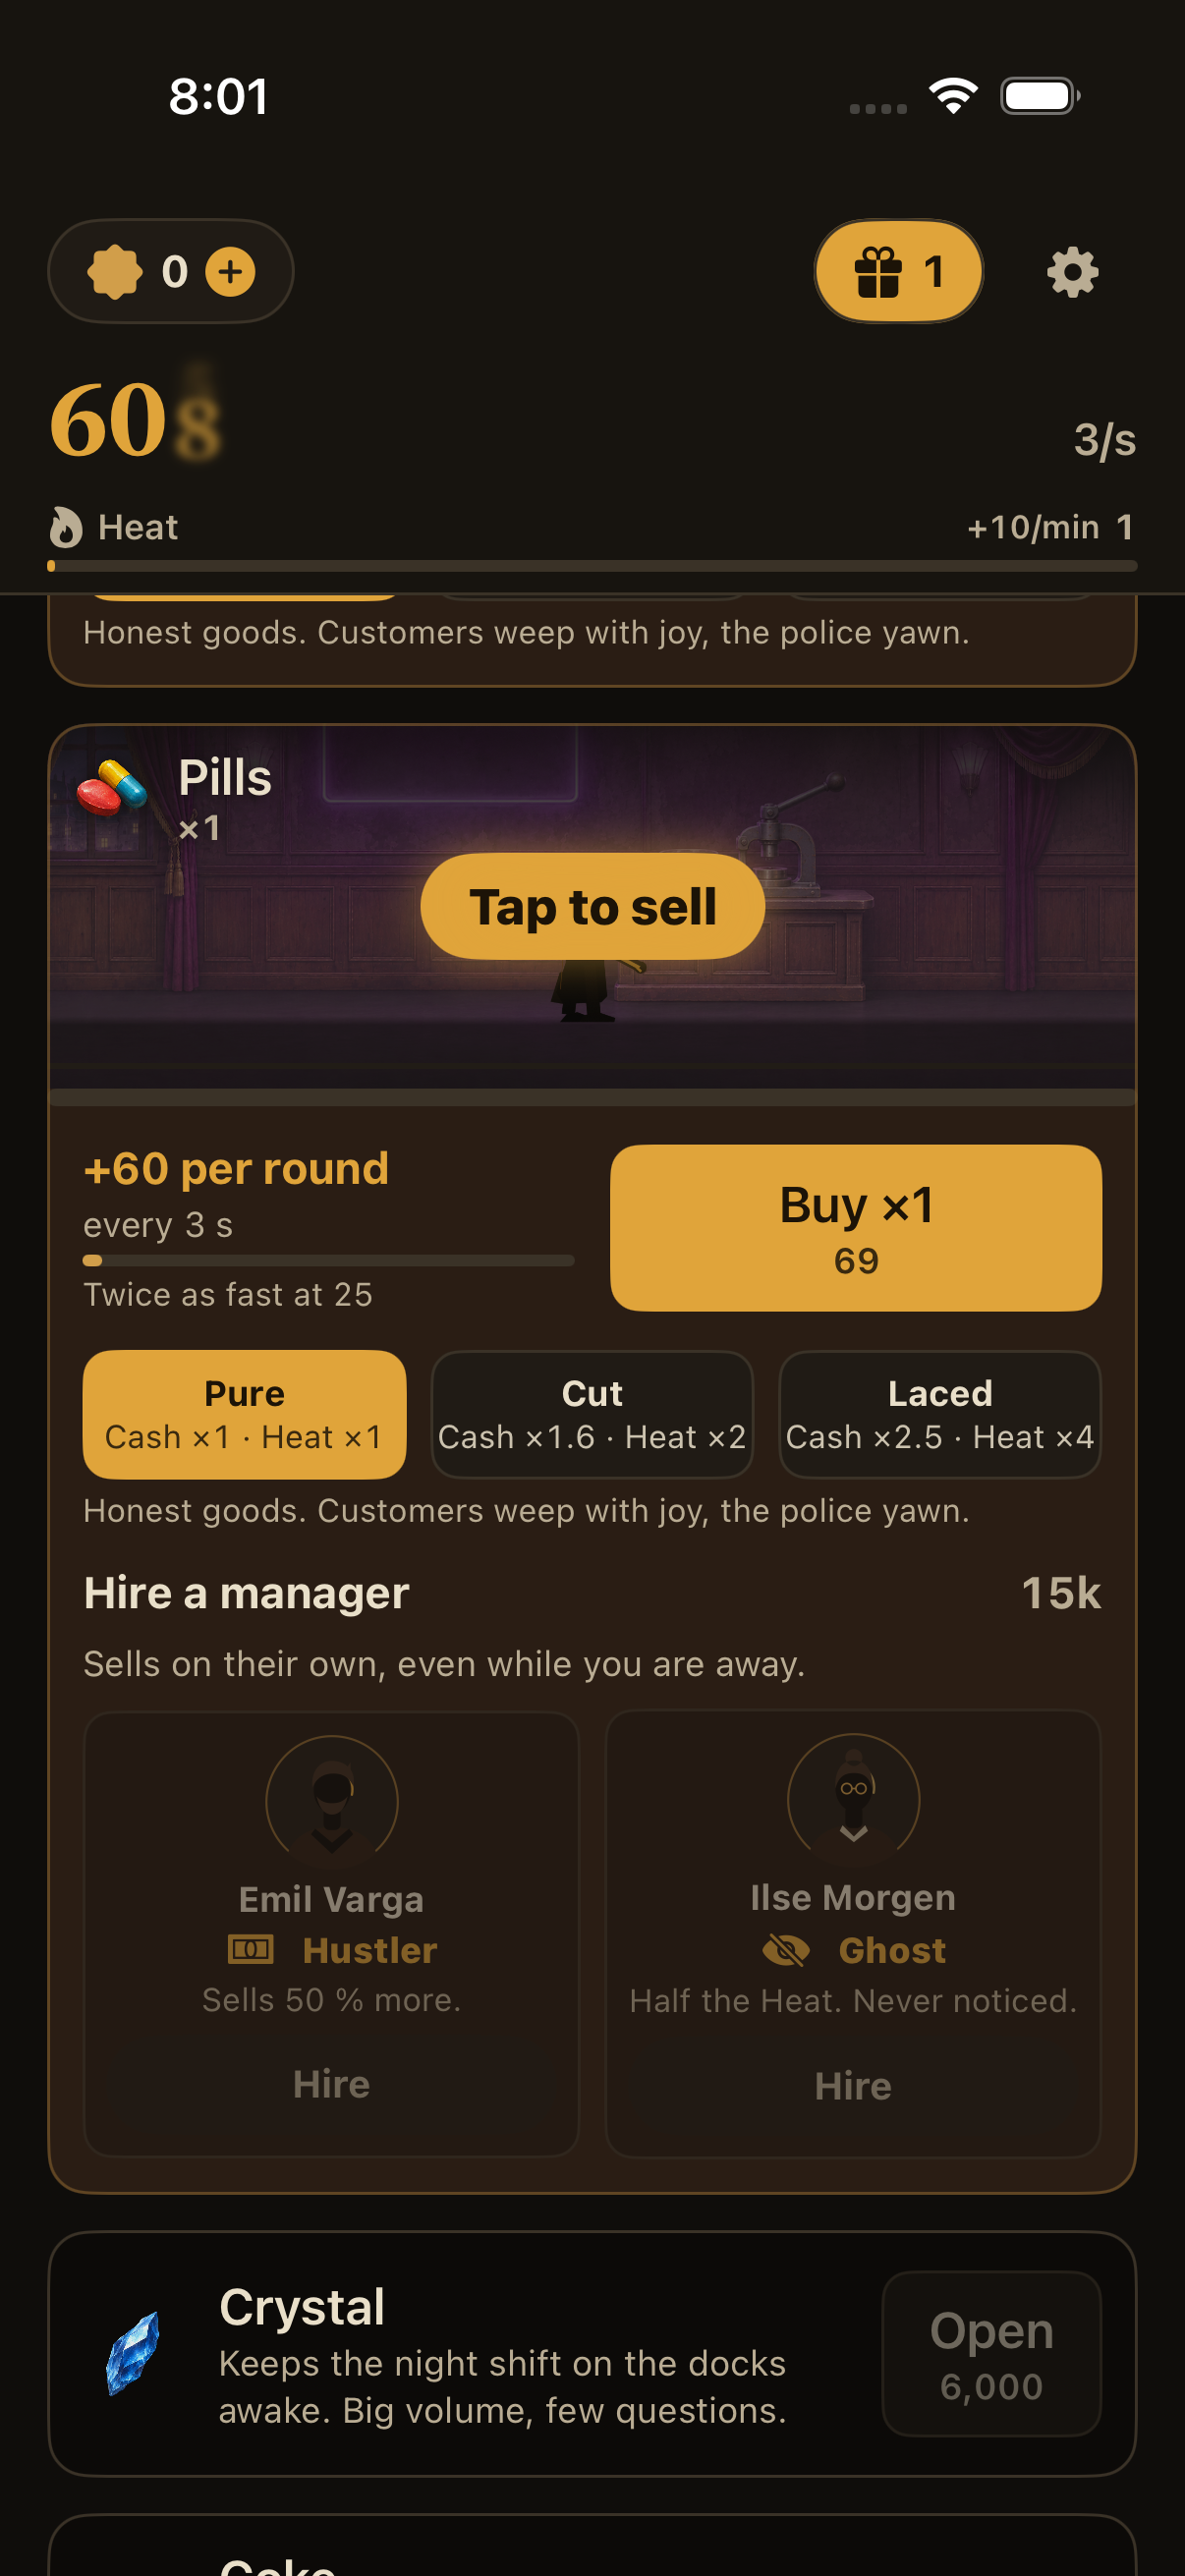 8:01
0
1
60
3/s
Heat +10/min 1
Honest goods. Customers weep with joy, the police yawn.
Pills
×1
Tap to sell
+60 per round
every 3 s
Twice as fast at 25
Buy ×1
69
Pure
Cash ×1 · Heat ×1
Cut
Cash ×1.6 · Heat ×2
Laced
Cash ×2.5 · Heat ×4
Honest goods. Customers weep with joy, the police yawn.
Hire a manager 15k
Sells on their own, even while you are away.
Emil Varga
Hustler
Sells 50 % more.
Hire
Ilse Morgen
Ghost
Half the Heat. Never noticed.
Hire
Crystal
Keeps the night shift on the docks
awake. Big volume, few questions.
Open
6,000